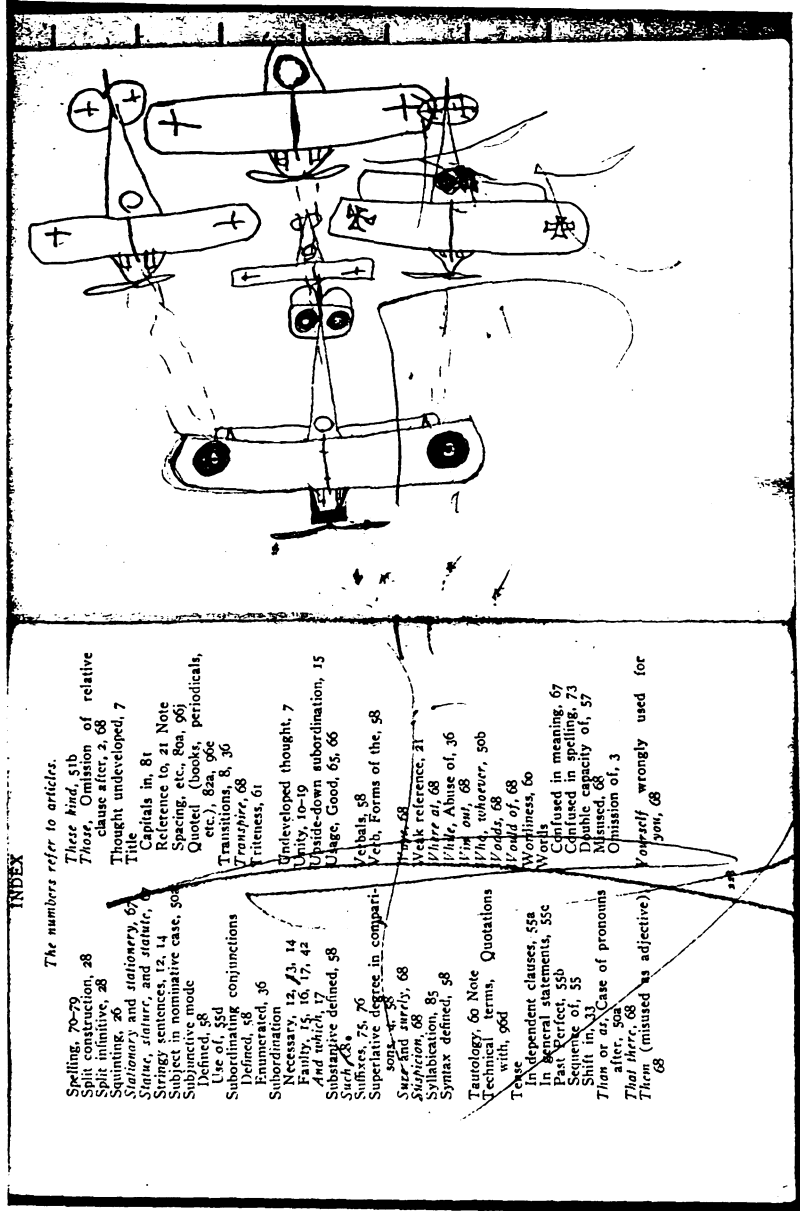 INDEX
The numbers refer to articles.
Spelling, 70-79
Split construction, 28
Split infinitive, 28
Squinting, 26
Stationary and stationery, 67
Statue, stature, and statute, 67
Stringy sentences, 12, 14
Subject in nominative case, 50a
Subjunctive mode
Defined, 58
Use of, 55d
Subordinating conjunctions
Defined, 58
Enumerated, 36
Subordination
Necessary, 12, 13, 14
Faulty, 15, 16, 17, 42
And which, 17
Substantive defined, 58
Such
Suffixes, 75, 76
Superlative degree in compari-
58
Sure and surely, 68
Suspicion, 68
Syllabication, 85
Syntax defined, 58
Tautology, 60 Note
Technical terms, Quotations
with, 96d
Tense
In dependent clauses, 55a
In general statements, 55c
Past Perfect, 55b
Sequence of, 55
Shift in, 33
Than or as, Case of pronouns
after, 50a
That there, 68
Them (misused as adjective)
68
These kind, 51b
Those, Omission of relative
clause after, 2, 68
Thought undeveloped, 7
Title
Capitals in, 81
Reference to, 21 Note
Spacing, etc., 80a, 96j
Quoted (books, periodicals,
etc.), 82a, 96e
Transitions, 8, 36
Transpire, 68
Triteness, 61
Undeveloped thought, 7
Unity, 10-19
Upside-down subordination, 15
Usage, Good, 65, 66
Verbals, 58
Verb, Forms of the, 58
Ways, 68
Weak reference, 21
Where at, 68
While, Abuse of, 36
Win out, 68
Who, whoever, 50b
Woods, 68
Would of, 68
Wordiness, 60
Words
Confused in meaning, 67
Confused in spelling, 73
Double capacity of, 57
Misused, 68
Omission of, 3
Yourself wrongly used for
you, 68